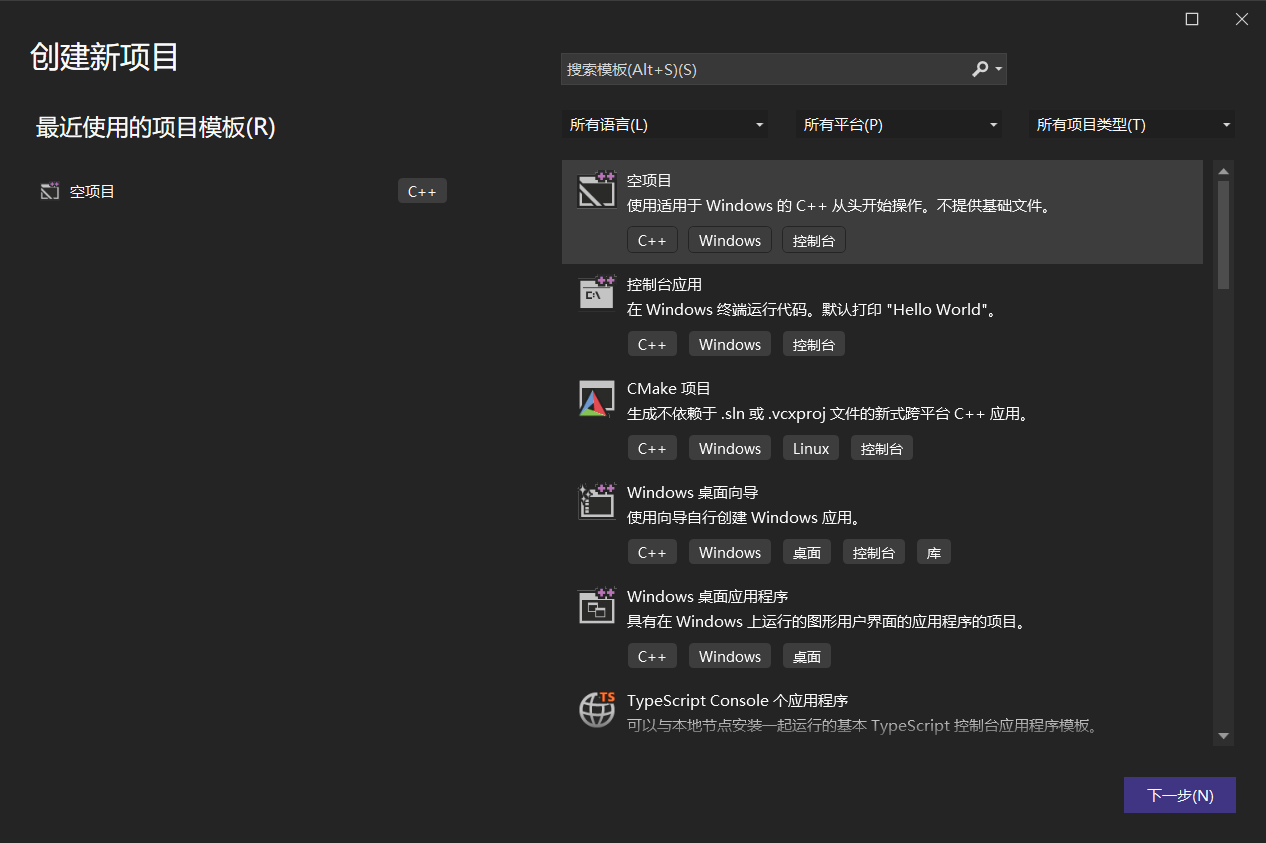 创建新项目
最近使用的项目模板(R)
空项目
C++
搜索模板(Alt+S)(S)
所有语言(L)
所有平台(P)
所有项目类型(T)
空项目
使用适用于 Windows 的 C++ 从头开始操作。不提供基础文件。
C++ Windows 控制台
控制台应用
在 Windows 终端运行代码。默认打印 "Hello World"。
C++ Windows 控制台
CMake 项目
生成不依赖于 .sln 或 .vcxproj 文件的新式跨平台 C++ 应用。
C++ Windows Linux 控制台
Windows 桌面向导
使用向导自行创建 Windows 应用。
C++ Windows 桌面 控制台 库
Windows 桌面应用程序
具有在 Windows 上运行的图形用户界面的应用程序的项目。
C++ Windows 桌面
TS
TypeScript Console 个应用程序
可以与本地节点安装一起运行的基本 TypeScript 控制台应用程序模板。
下一步(N)